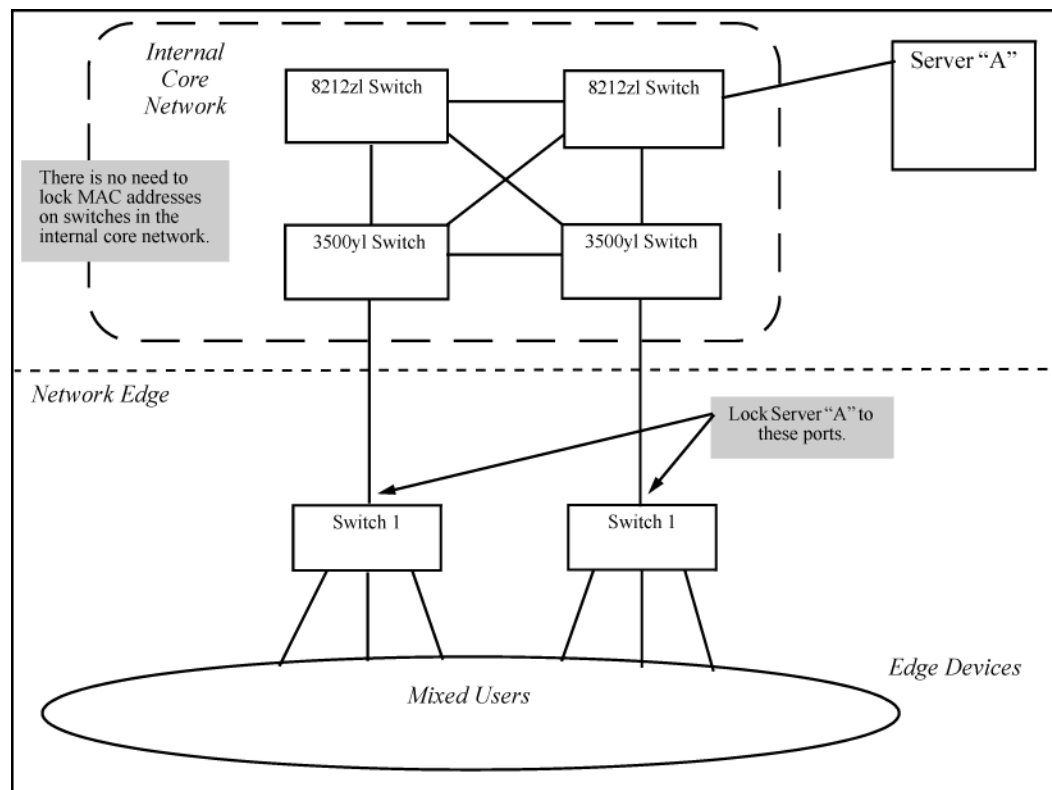 Internal
Core
Network
8212zl Switch
8212zl Switch
Server “A”
There is no need to
lock MAC addresses
on switches in the
internal core network.
3500yl Switch
3500yl Switch
Network Edge
Lock Server “A” to
these ports.
Switch 1
Switch 1
Mixed Users
Edge Devices